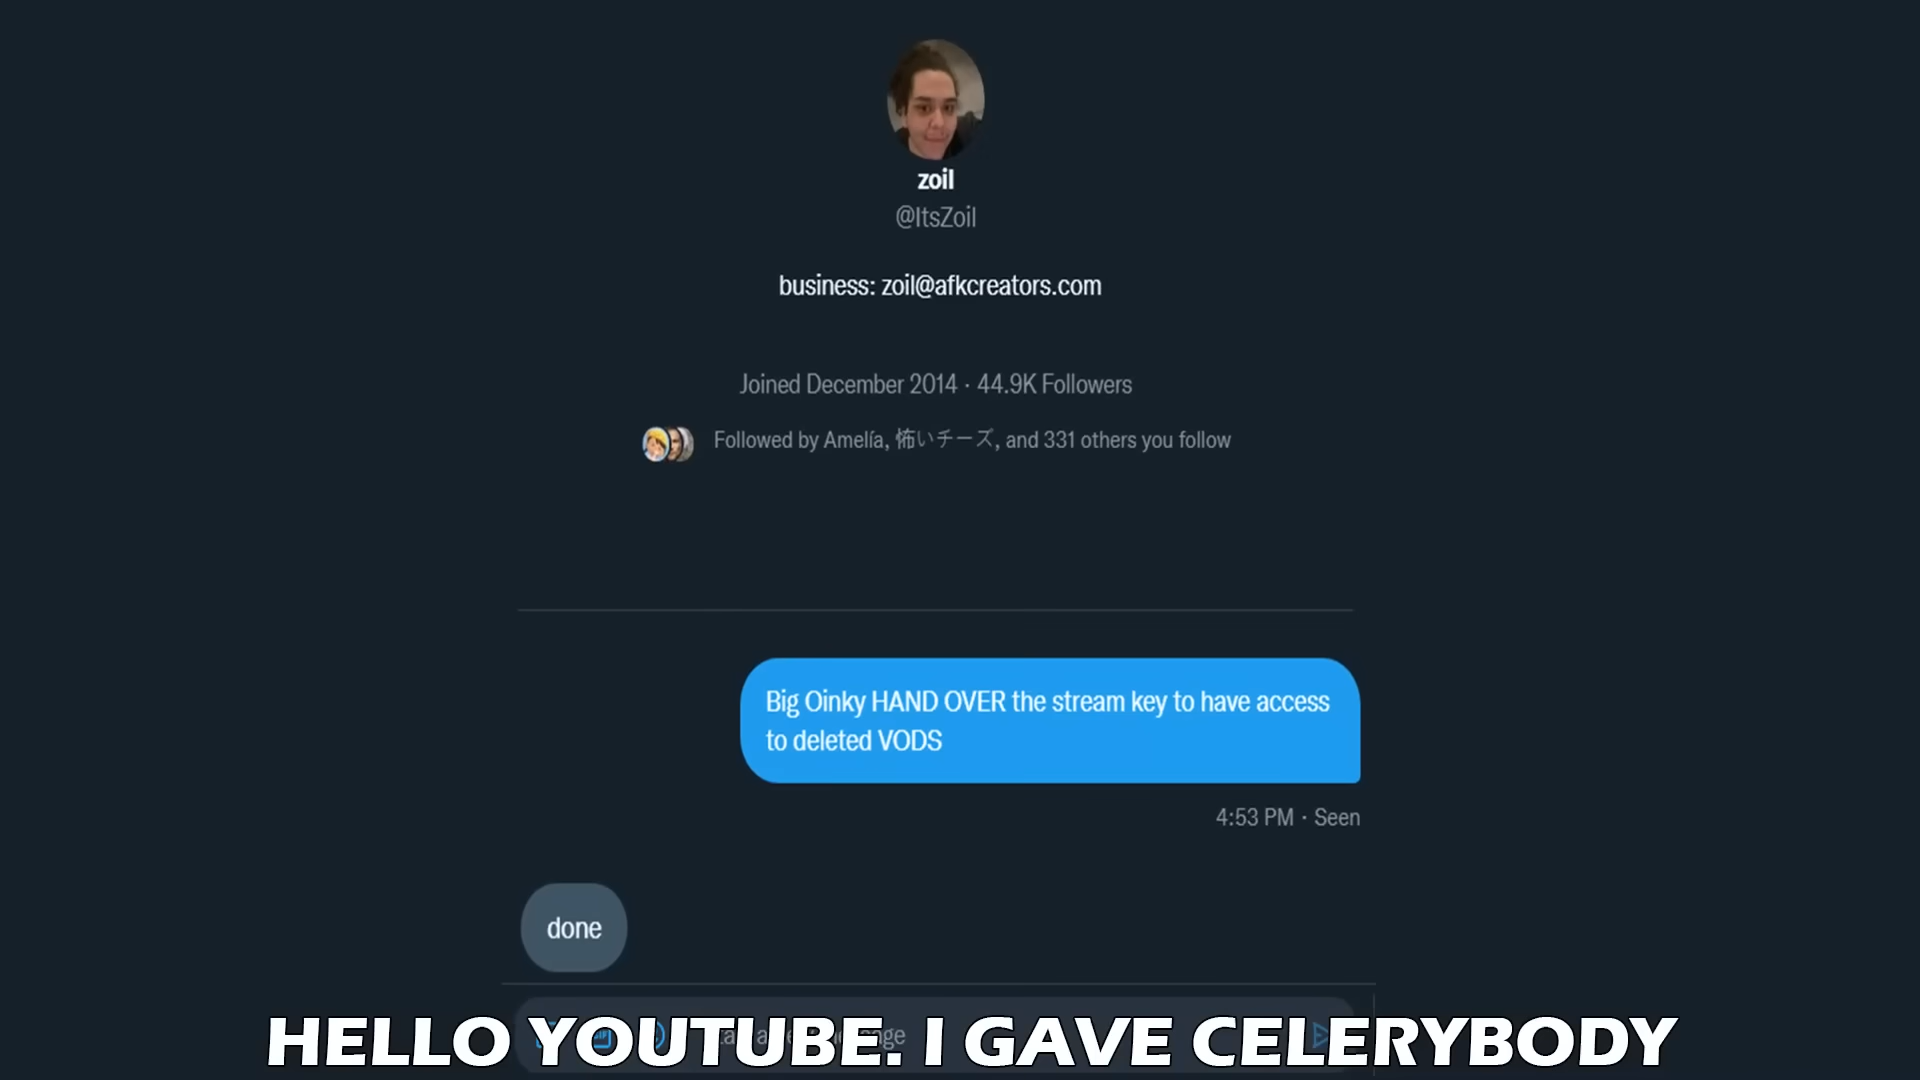 zoil
@ItsZoil
business: zoil@afkcreators.com
Joined December 2014 · 44.9K Followers
Followed by Amelía, 怖いチーズ, and 331 others you follow
Big Oinky HAND OVER the stream key to have access
to deleted VODS
4:53 PM · Seen
done
HELLO YOUTUBE. I GAVE CELERYBODY